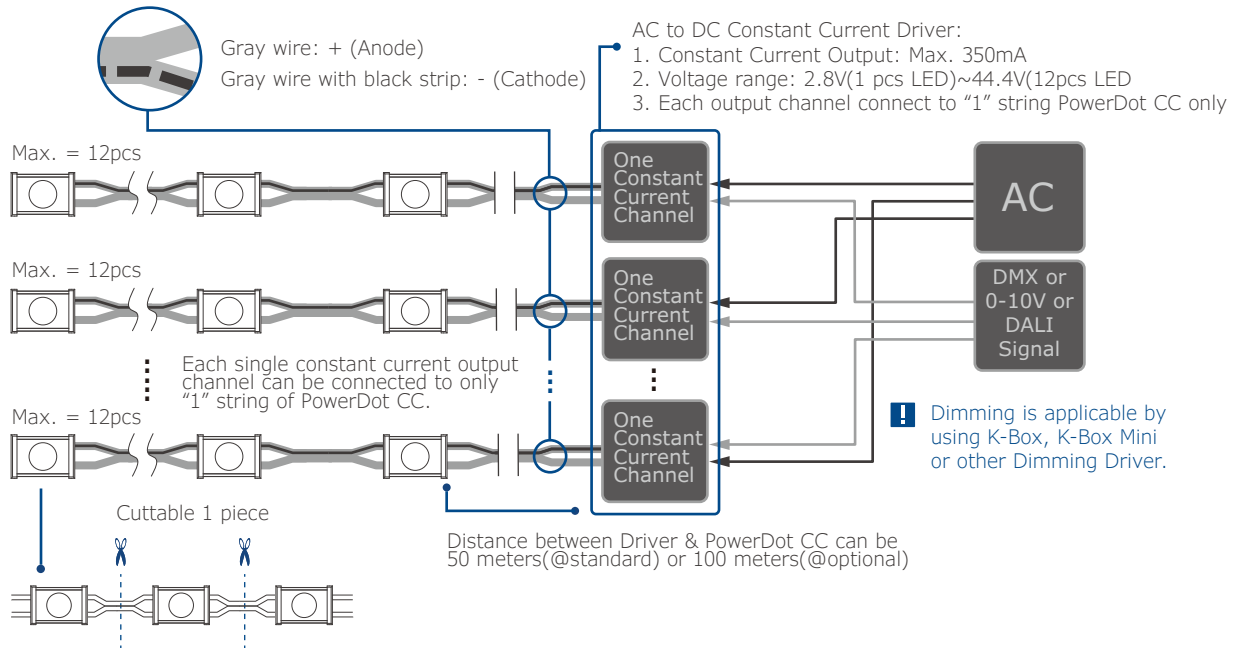 Gray wire: + (Anode)
Gray wire with black strip: - (Cathode)
AC to DC Constant Current Driver:
1. Constant Current Output: Max. 350mA
2. Voltage range: 2.8V(1 pcs LED)~44.4V(12pcs LED
3. Each output channel connect to “1” string PowerDot CC only
Max. = 12pcs
One
Constant
Current
Channel
AC
Max. = 12pcs
One
Constant
Current
Channel
DMX or
0-10V or
DALI
Signal
Each single constant current output
channel can be connected to only
“1” string of PowerDot CC.
Max. = 12pcs
One
Constant
Current
Channel
! Dimming is applicable by
using K-Box, K-Box Mini
or other Dimming Driver.
Cuttable 1 piece
Distance between Driver & PowerDot CC can be
50 meters(@standard) or 100 meters(@optional)